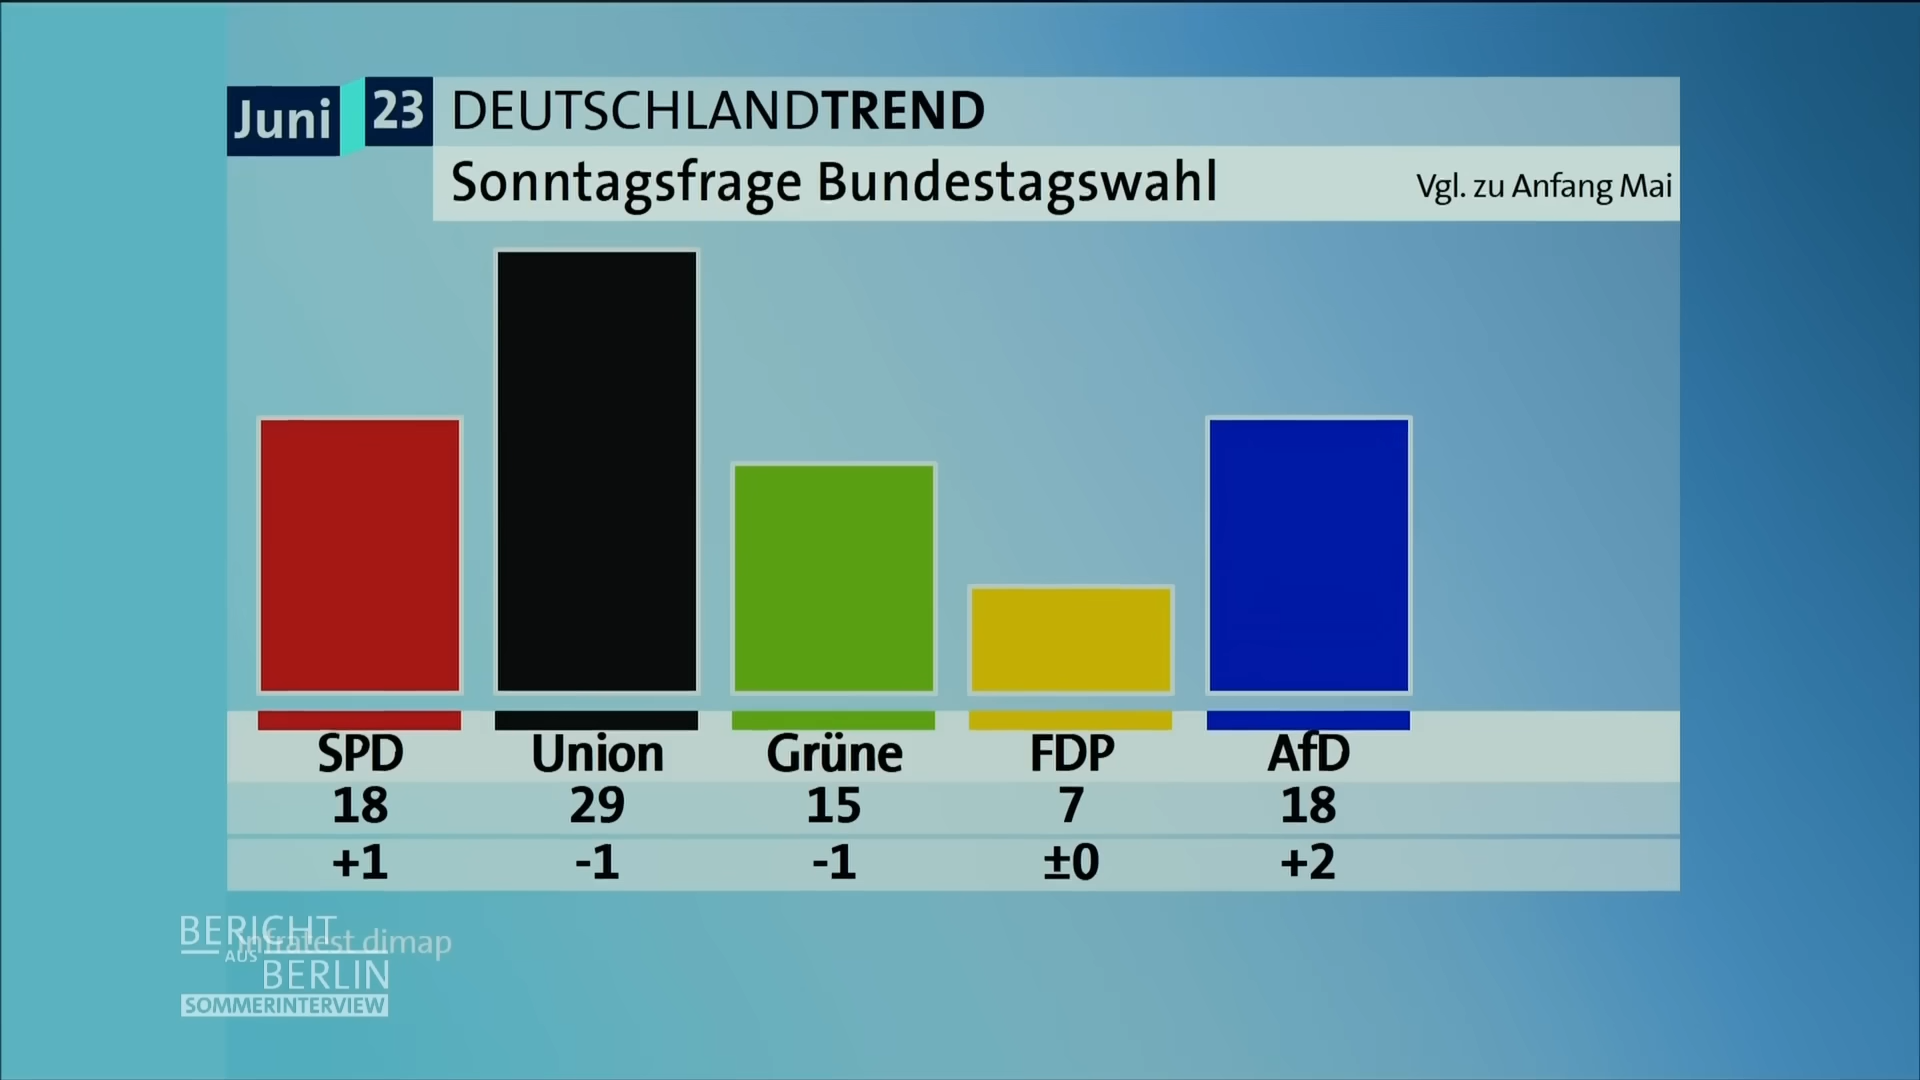 Juni 23 DEUTSCHLANDTREND
Sonntagsfrage Bundestagswahl Vgl. zu Anfang Mai
SPD Union Grüne FDP AfD
18 29 15 7 18
+1 -1 -1 ±0 +2
infratest dimap
BERICHT
AUS
BERLIN
SOMMERINTERVIEW